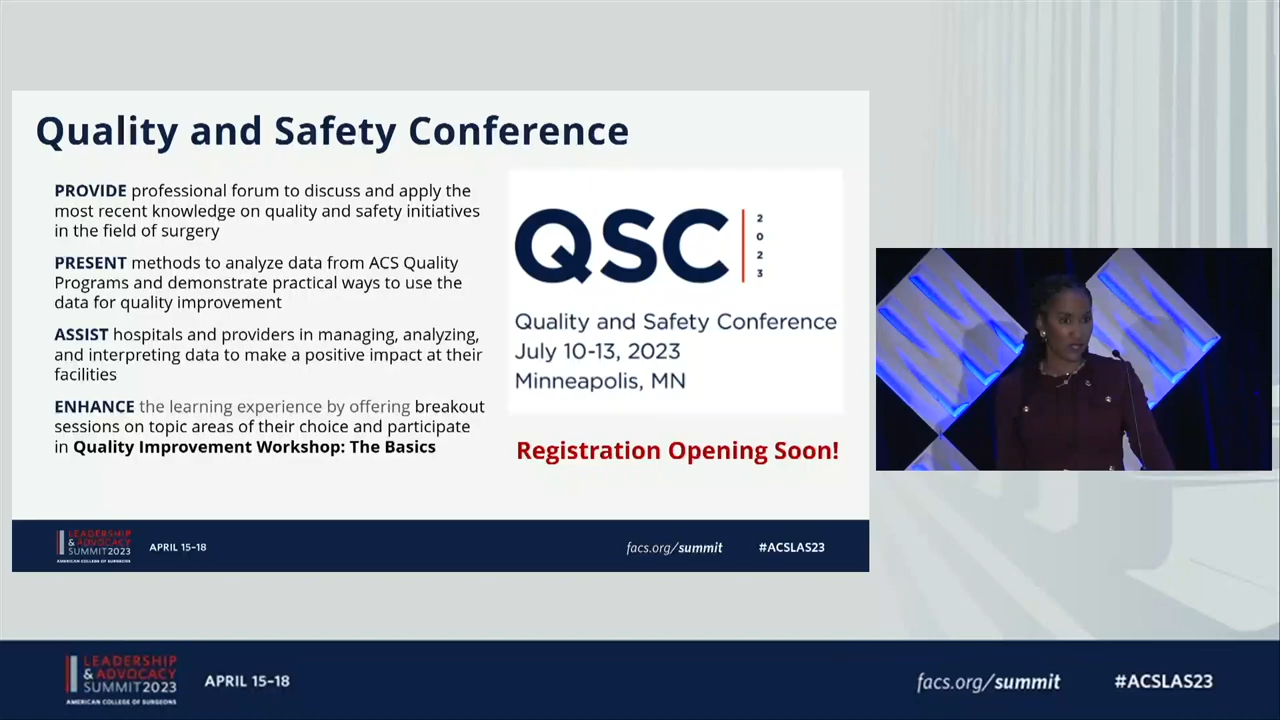 Quality and Safety Conference
PROVIDE professional forum to discuss and apply the
most recent knowledge on quality and safety initiatives
in the field of surgery
PRESENT methods to analyze data from ACS Quality
Programs and demonstrate practical ways to use the
data for quality improvement
ASSIST hospitals and providers in managing, analyzing,
and interpreting data to make a positive impact at their
facilities
ENHANCE the learning experience by offering breakout
sessions on topic areas of their choice and participate
in Quality Improvement Workshop: The Basics
QSC 2023
Quality and Safety Conference
July 10-13, 2023
Minneapolis, MN
Registration Opening Soon!
LEADERSHIP
& ADVOCACY
SUMMIT2023
AMERICAN COLLEGE OF SURGEONS
APRIL 15–18
facs.org/summit
#ACSLAS23
LEADERSHIP
& ADVOCACY
SUMMIT2023
AMERICAN COLLEGE OF SURGEONS
APRIL 15–18
facs.org/summit
#ACSLAS23